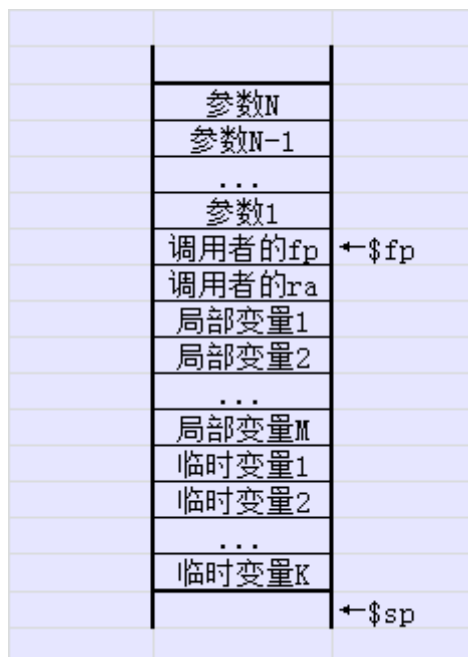 参数N
参数N-1
...
参数1
调用者的fp ←$fp
调用者的ra
局部变量1
局部变量2
...
局部变量M
临时变量1
临时变量2
...
临时变量K
←$sp